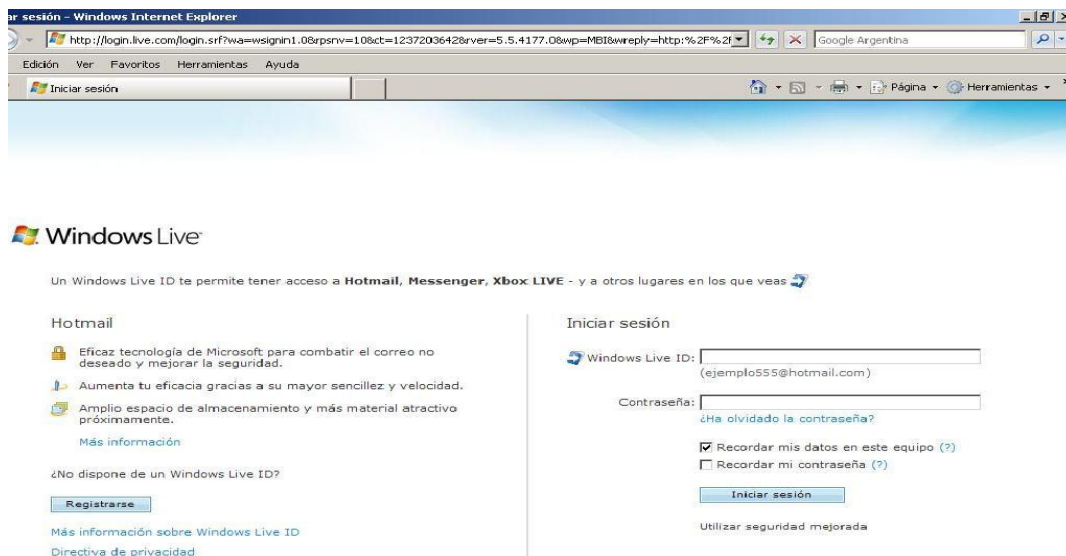 ar sesión - Windows Internet Explorer
http://login.live.com/login.srf?wa=wsignin1.0&rpsnv=10&ct=1237203642&rver=5.5.4177.0&wp=MBI&wreply=http:%2F%2F
Google Argentina
Edición Ver Favoritos Herramientas Ayuda
Iniciar sesión
Página
Herramientas
Windows Live
Un Windows Live ID te permite tener acceso a Hotmail, Messenger, Xbox LIVE - y a otros lugares en los que veas
Hotmail
Eficaz tecnología de Microsoft para combatir el correo no
deseado y mejorar la seguridad.
Aumenta tu eficacia gracias a su mayor sencillez y velocidad.
Amplio espacio de almacenamiento y más material atractivo
próximamente.
Más información
¿No dispone de un Windows Live ID?
Registrarse
Más información sobre Windows Live ID
Directiva de privacidad
Iniciar sesión
Windows Live ID:
(ejemplo555@hotmail.com)
Contraseña:
¿Ha olvidado la contraseña?
Recordar mis datos en este equipo (?)
Recordar mi contraseña (?)
Iniciar sesión
Utilizar seguridad mejorada